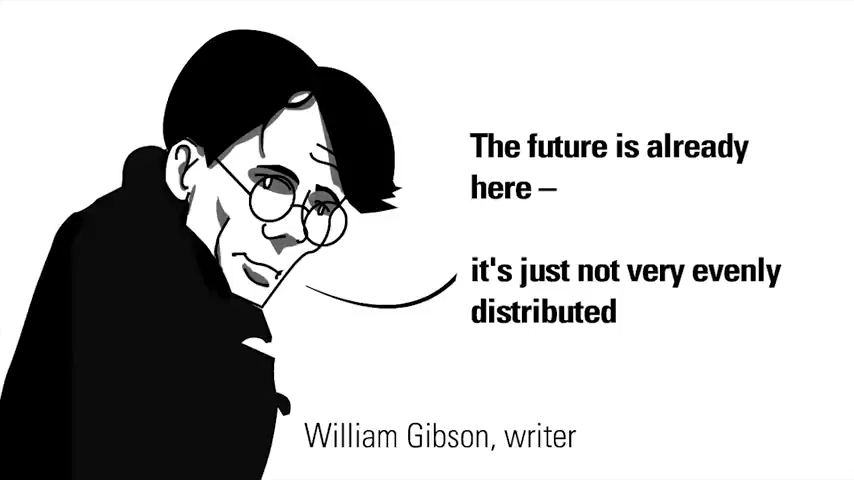 The future is already
here –
it's just not very evenly
distributed
William Gibson, writer